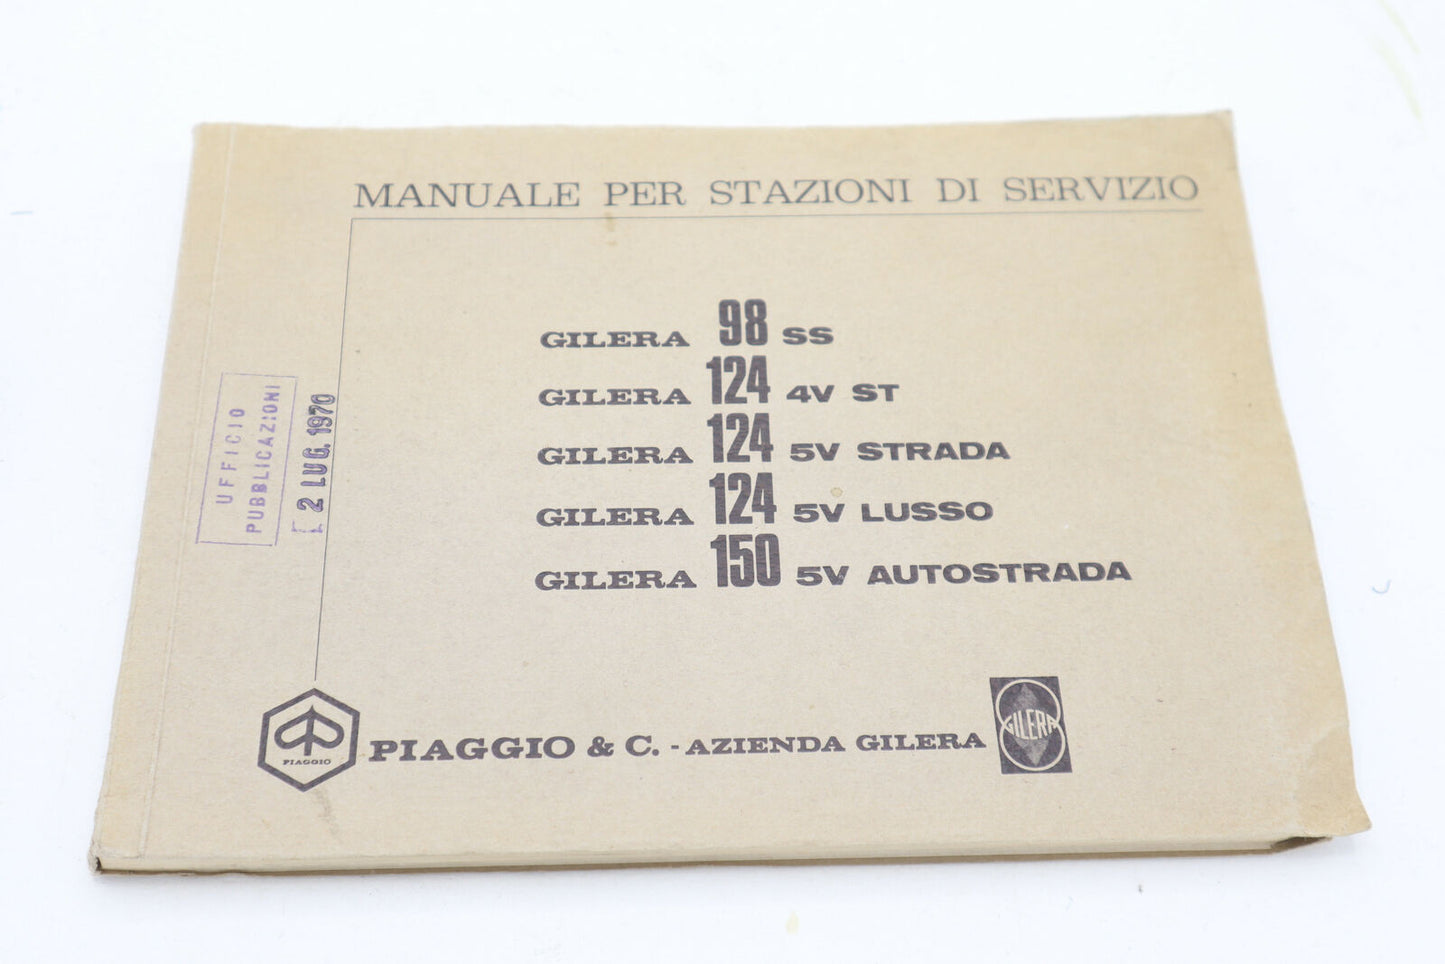 MANUALE PER STAZIONI DI SERVIZIO
GILERA 98 SS
GILERA 124 4V ST
GILERA 124 5V STRADA
GILERA 124 5V LUSSO
GILERA 150 5V AUTOSTRADA
UFFICIO
PUBBLICAZIONI
2 LUG. 1970
PIAGGIO
PIAGGIO & C. - AZIENDA GILERA
GILERA